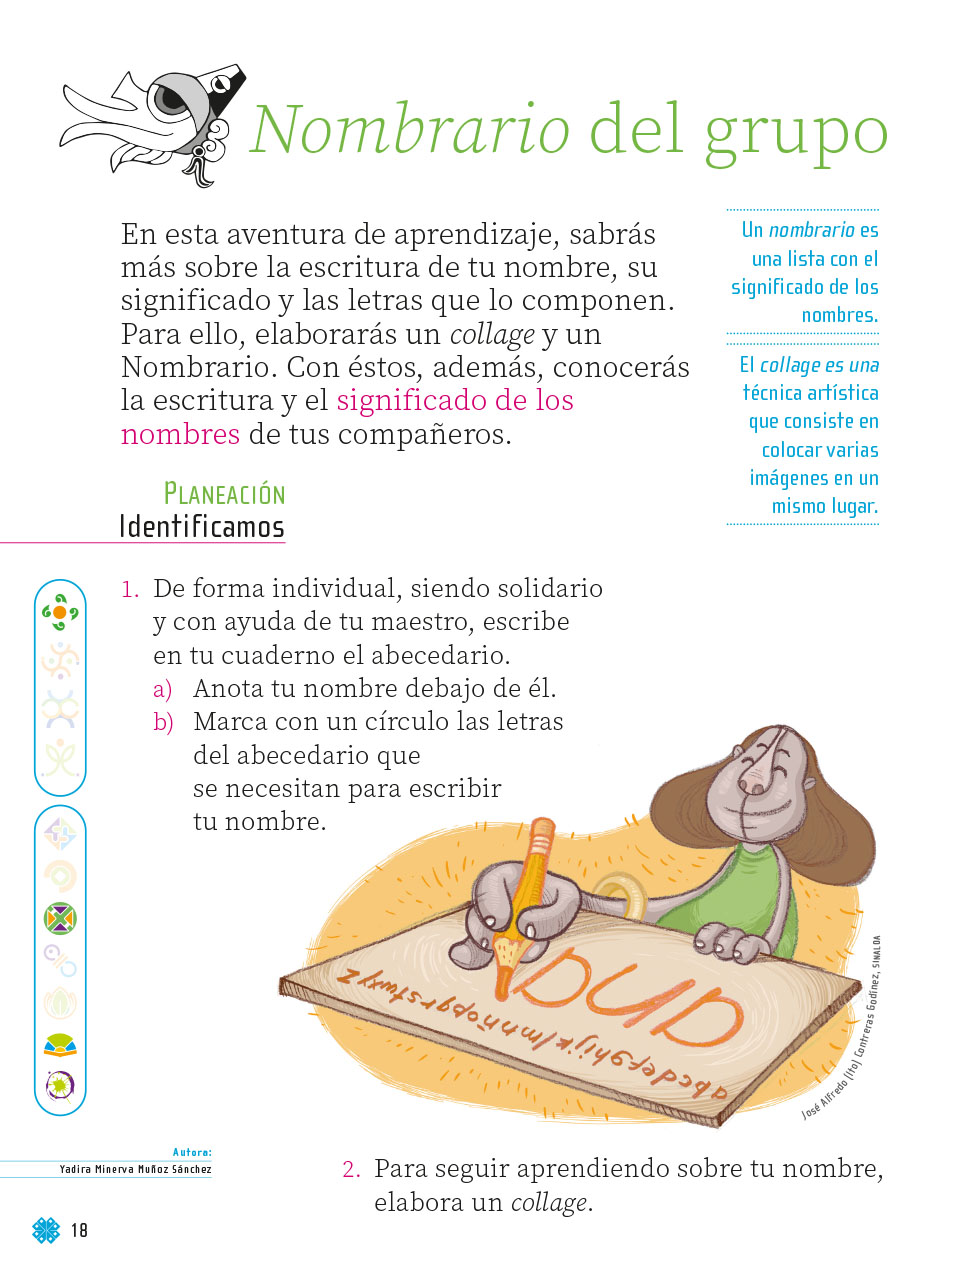 Nombrario del grupo
En esta aventura de aprendizaje, sabrás
más sobre la escritura de tu nombre, su
significado y las letras que lo componen.
Para ello, elaborarás un collage y un
Nombrario. Con éstos, además, conocerás
la escritura y el significado de los
nombres de tus compañeros.
Un nombrario es
una lista con el
significado de los
nombres.
El collage es una
técnica artística
que consiste en
colocar varias
imágenes en un
mismo lugar.
PLANEACIÓN
Identificamos
1. De forma individual, siendo solidario
y con ayuda de tu maestro, escribe
en tu cuaderno el abecedario.
a) Anota tu nombre debajo de él.
b) Marca con un círculo las letras
del abecedario que
se necesitan para escribir
tu nombre.
abcdefghijklmnñopqrstuvwxyz
ana
José Alfredo (Ito) Contreras Godínez, SINALOA
Autora:
Yadira Minerva Muñoz Sánchez
2. Para seguir aprendiendo sobre tu nombre,
elabora un collage.
18